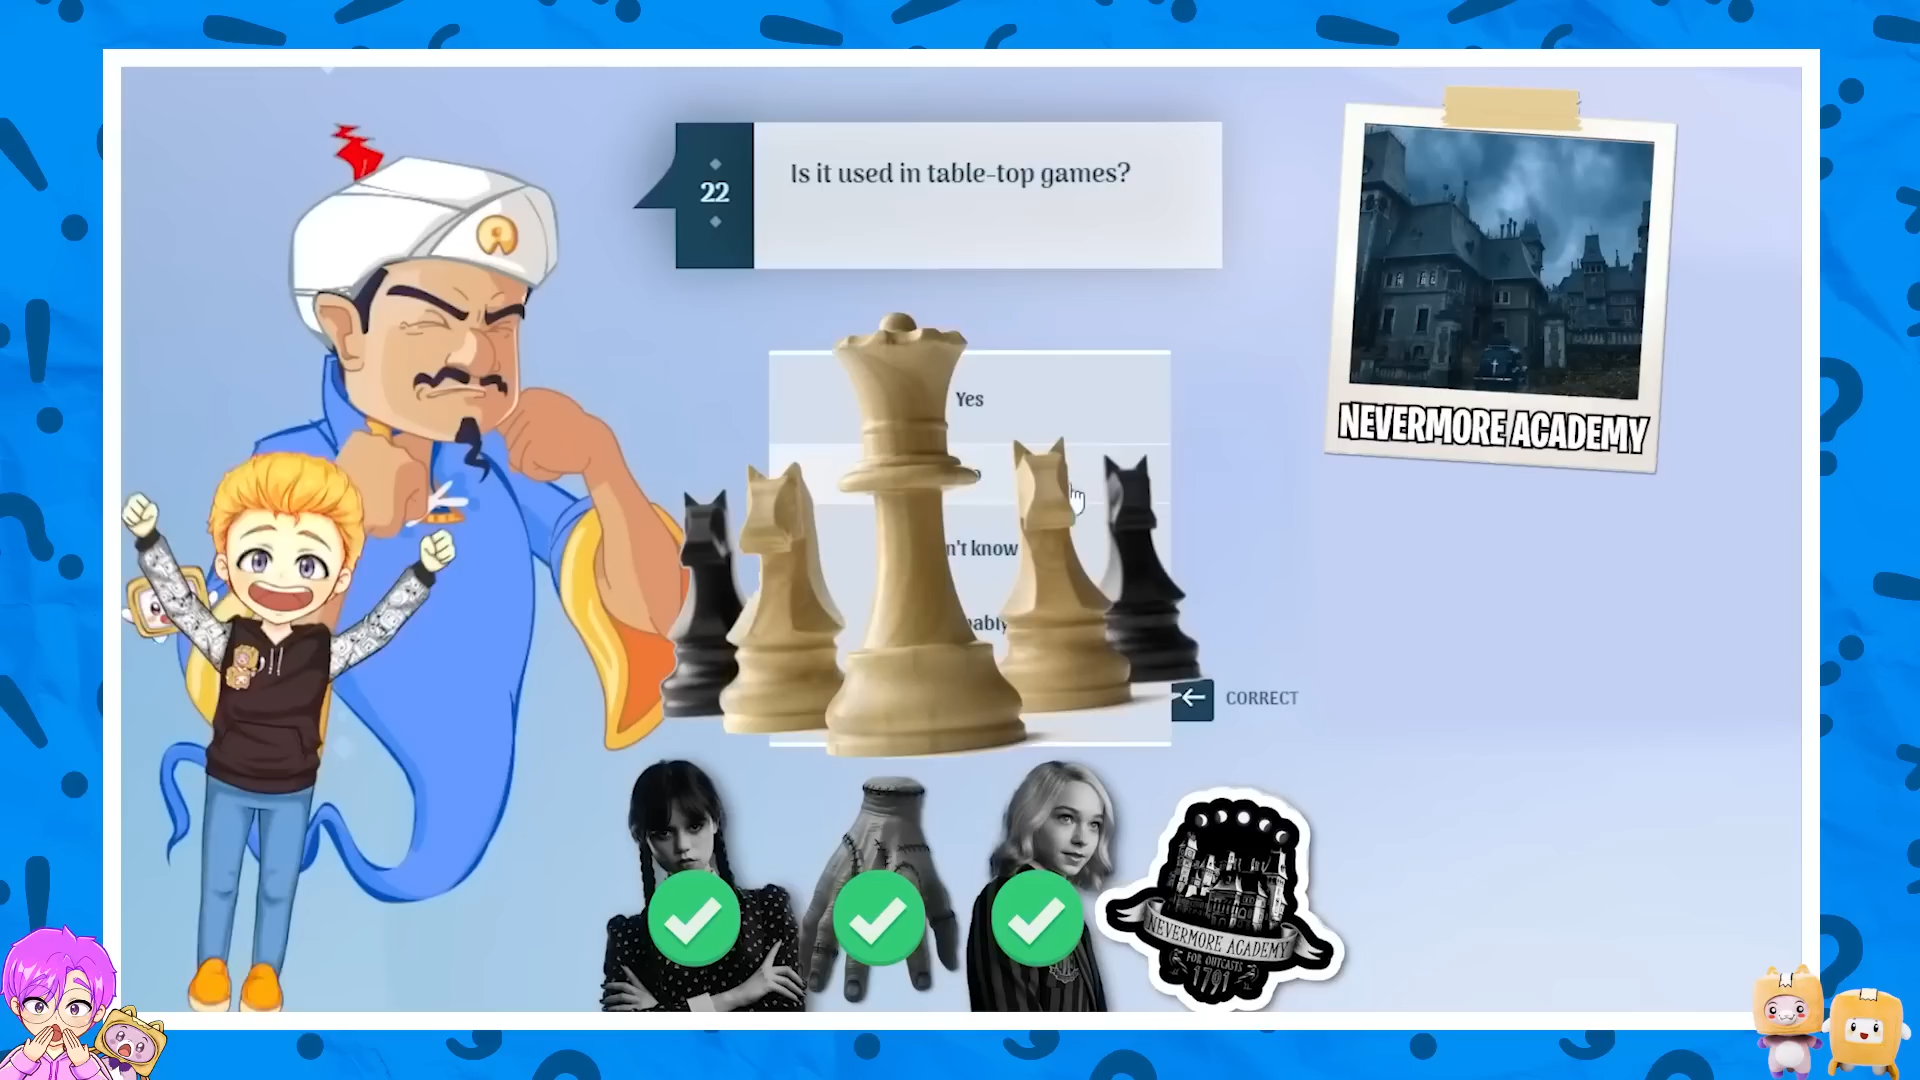 22
Is it used in table-top games?
Yes
n't know
CORRECT
NEVERMORE ACADEMY
NEVERMORE ACADEMY
FOR OUTCASTS
1791